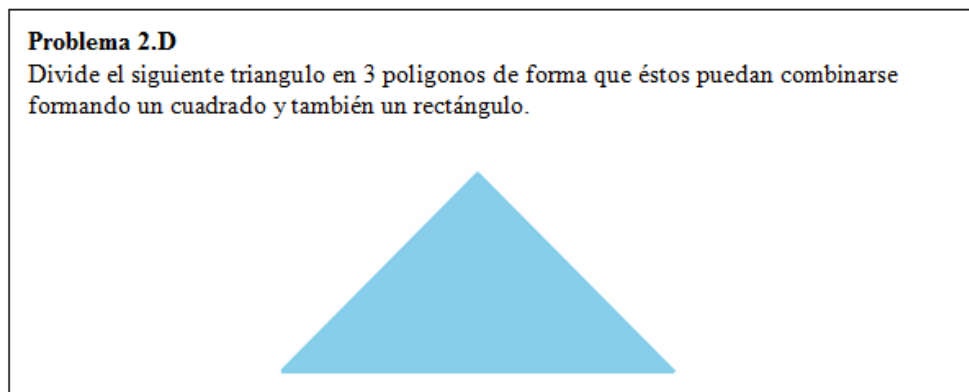 Problema 2.D
Divide el siguiente triangulo en 3 poligonos de forma que éstos puedan combinarse
formando un cuadrado y también un rectángulo.